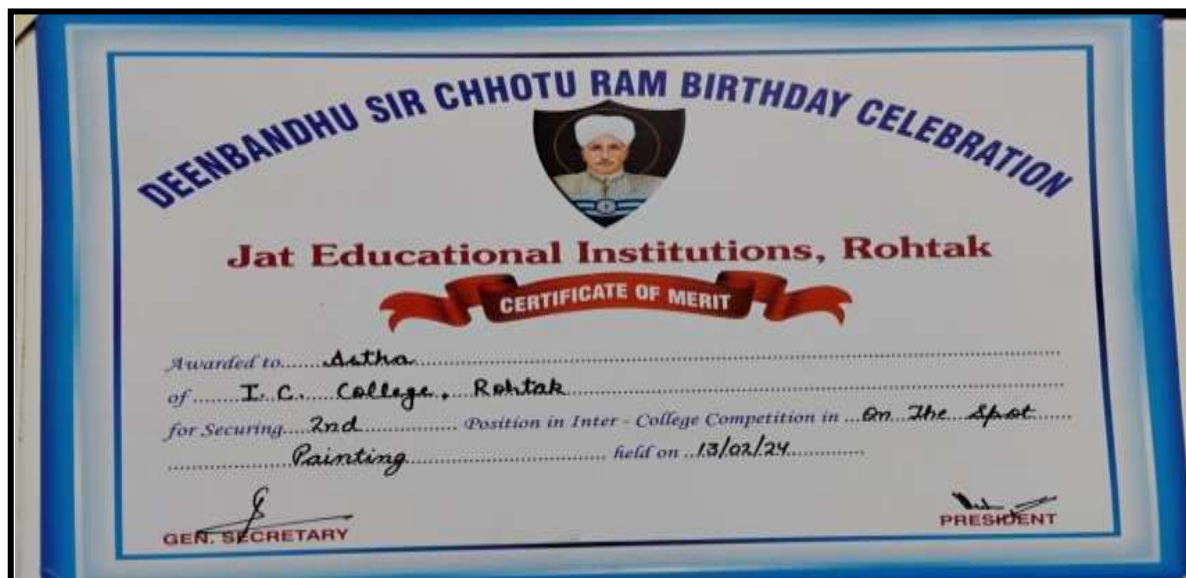 DEENBANDHU SIR CHHOTU RAM BIRTHDAY CELEBRATION
Jat Educational Institutions, Rohtak
CERTIFICATE OF MERIT
Awarded to Astha
of I. C. College, Rohtak
for Securing 2nd Position in Inter - College Competition in On The Spot
Painting held on 13/02/24
GEN. SECRETARY PRESIDENT